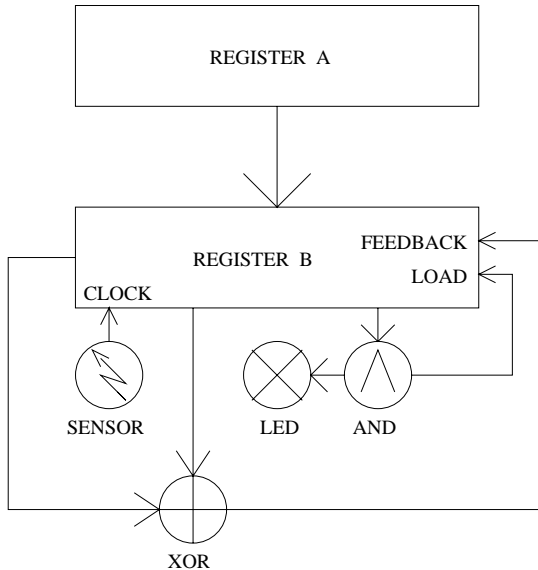 REGISTER A
FEEDBACK
REGISTER B
LOAD
CLOCK
SENSOR
LED
AND
XOR